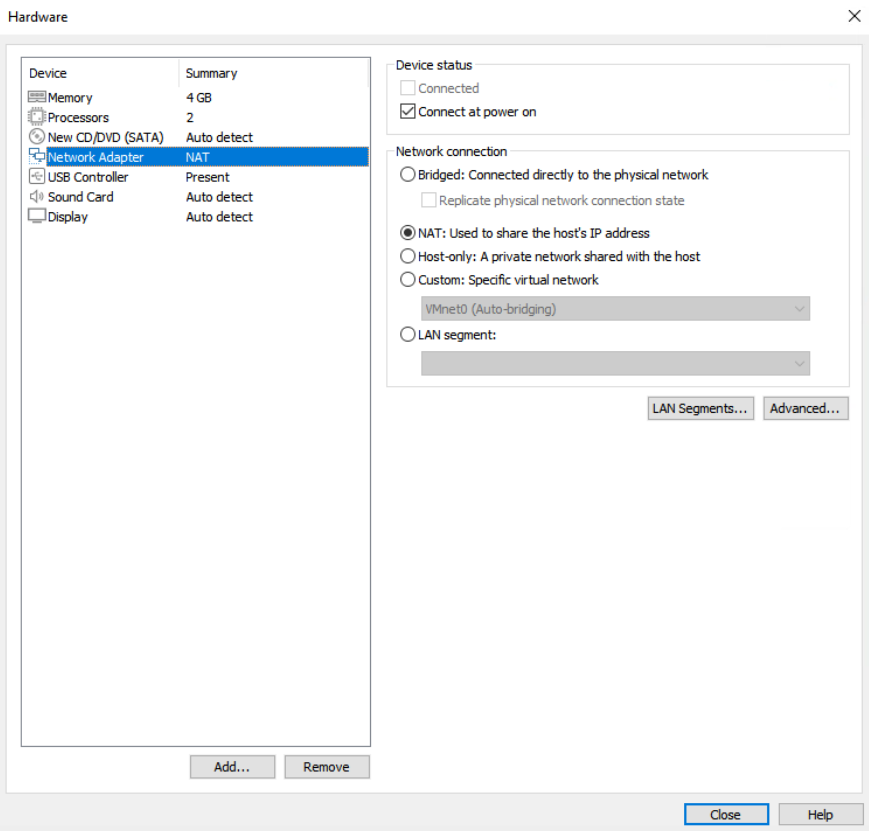 Hardware
Device Summary
Memory 4 GB
Processors 2
New CD/DVD (SATA) Auto detect
Network Adapter NAT
USB Controller Present
Sound Card Auto detect
Display Auto detect
Add...
Remove
Device status
Connected
Connect at power on
Network connection
Bridged: Connected directly to the physical network
Replicate physical network connection state
NAT: Used to share the host's IP address
Host-only: A private network shared with the host
Custom: Specific virtual network
VMnet0 (Auto-bridging)
LAN segment:
LAN Segments...
Advanced...
Close
Help